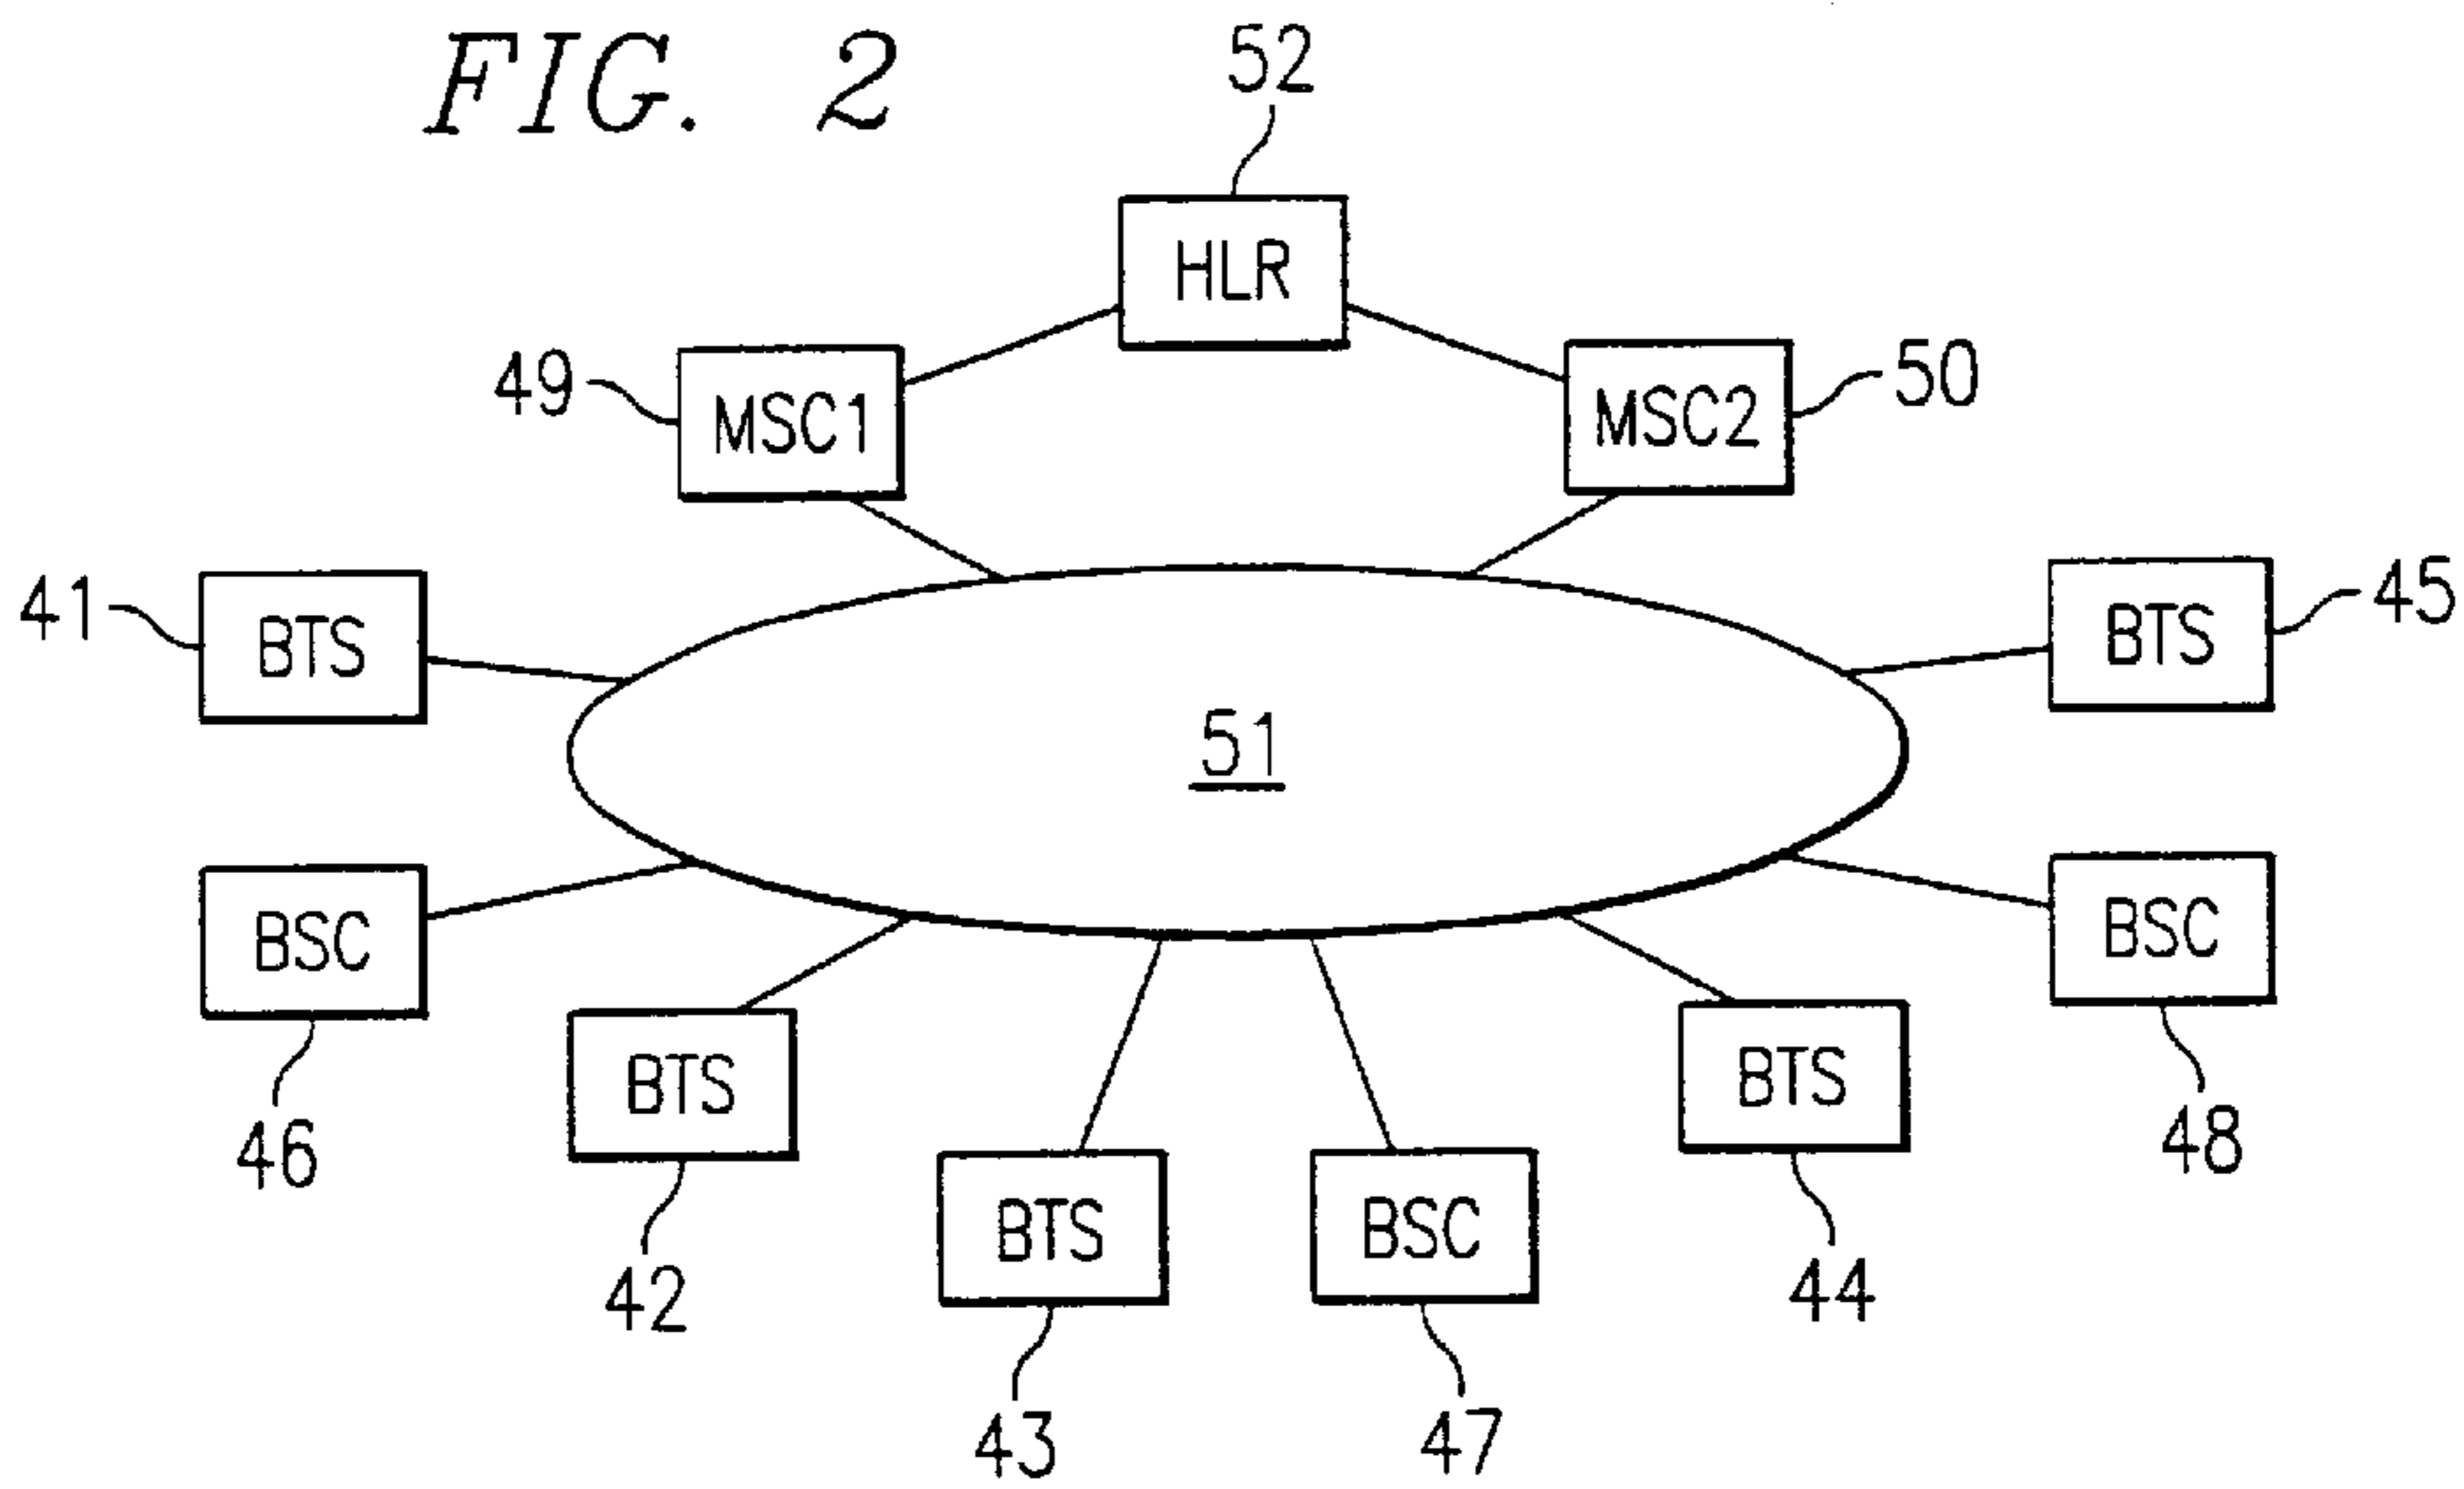 FIG. 2
52
HLR
49
MSC1
MSC2
50
41
BTS
BTS
45
51
BSC
BSC
46
BTS
BTS
48
42
BTS
BSC
44
43
47